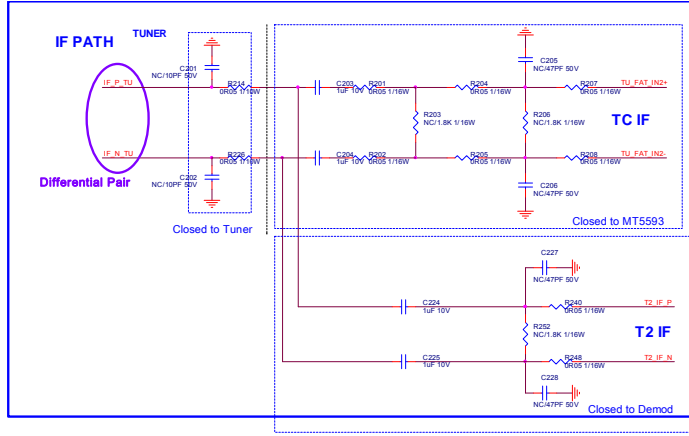 IF PATH
TUNER
C201
NC/10PF 50V
IF_P_TU
R214
0R05 1/10W
C203
1uF 10V
R201
0R05 1/16W
R204
0R05 1/16W
C205
NC/47PF 50V
R207
0R05 1/16W
TU_FAT_IN2+
R203
NC/1.8K 1/16W
R206
NC/1.8K 1/16W
TC IF
IF_N_TU
R226
0R05 1/16W
C204
1uF 10V
R202
0R05 1/16W
R205
0R05 1/16W
R208
0R05 1/16W
TU_FAT_IN2-
Differential Pair
C202
NC/10PF 50V
C206
NC/47PF 50V
Closed to Tuner
Closed to MT5593
C227
NC/47PF 50V
C224
1uF 10V
R240
0R05 1/16W
T2_IF_P
R252
NC/1.8K 1/16W
T2 IF
C225
1uF 10V
R248
0R05 1/16W
T2_IF_N
C228
NC/47PF 50V
Closed to Demod